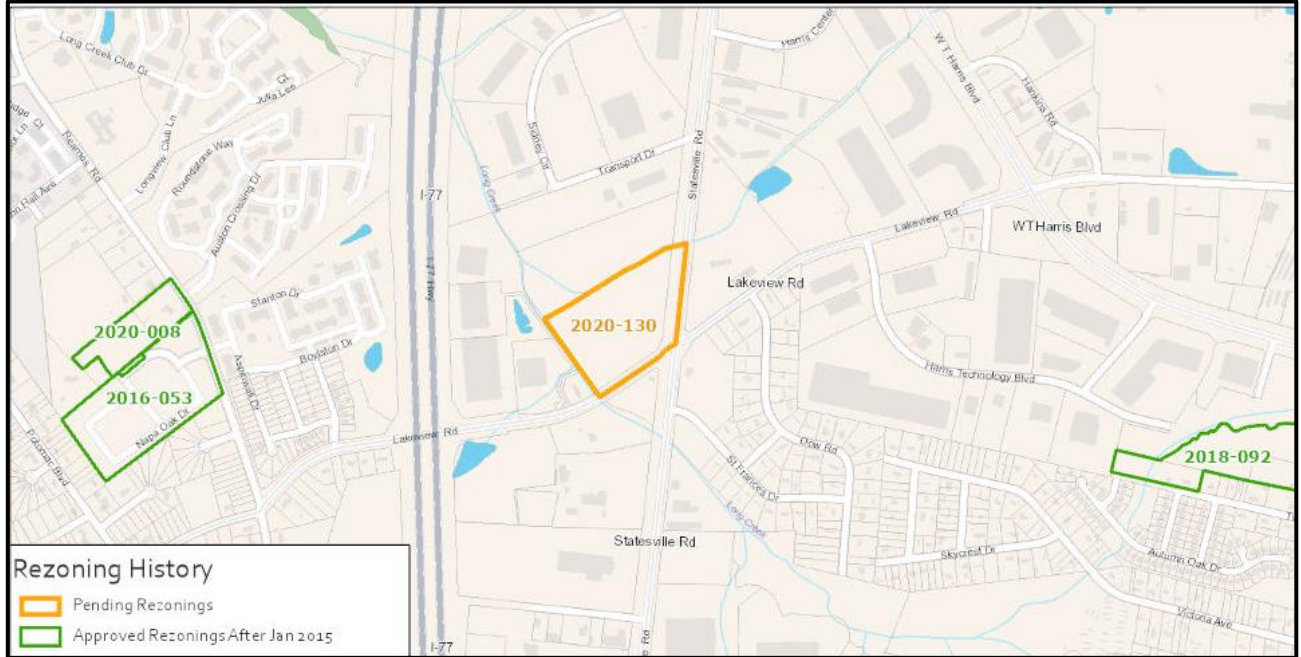 Long Creek Club Dr
Julia Lee
Ct
Harris Center
W T Harris Blvd
Hankins Rd
Reames Rd
Longview Club Ln
Roundstone Way
Auston Crossing Dr
Sidney Cir
Transport Dr
Statesville Rd
I-77
Long Creek
I-77 Hwy
Lakeview Rd
WT Harris Blvd
Lakeview Rd
Stanton Cr
Boylston Dr
2020-008
2020-130
2016-053
Napa Oak Dr
Potomac Blvd
Aspinwall Dr
Lakeview Rd
Harris Technology Blvd
Dow Rd
St Frances Dr
2018-092
Long Creek
Statesville Rd
Skycrest Dr
Autumn Oak Dr
Victoria Ave
Rezoning History
Pending Rezonings
Approved Rezonings After Jan 2015
I-77